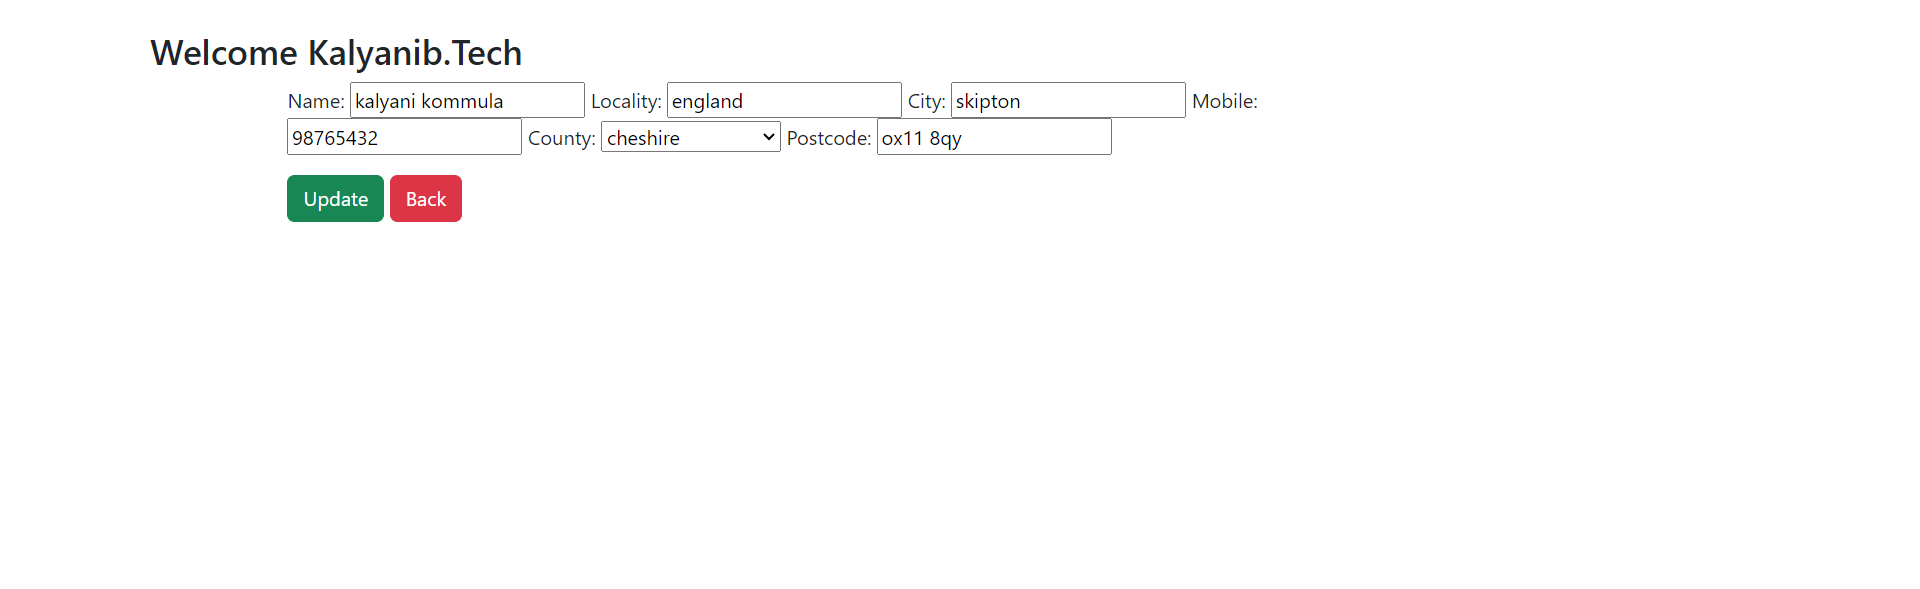 Welcome Kalyanib.Tech
Name: kalyani kommula Locality: england City: skipton Mobile:
98765432 County: cheshire Postcode: ox11 8qy
Update Back